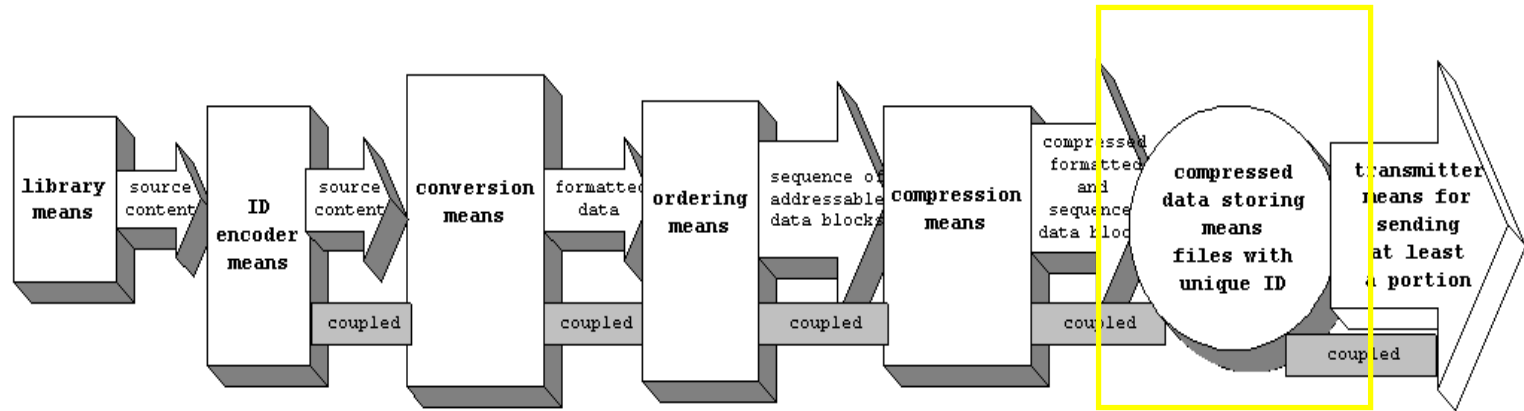 library
means
source
content
ID
encoder
means
source
content
coupled
conversion
means
formatted
data
coupled
ordering
means
sequence of
addressable
data blocks
coupled
compression
means
compressed
formatted
and
sequence
data bloc
coupled
compressed
data storing
means
files with
unique ID
transmitter
means for
sending
at least
a portion
coupled